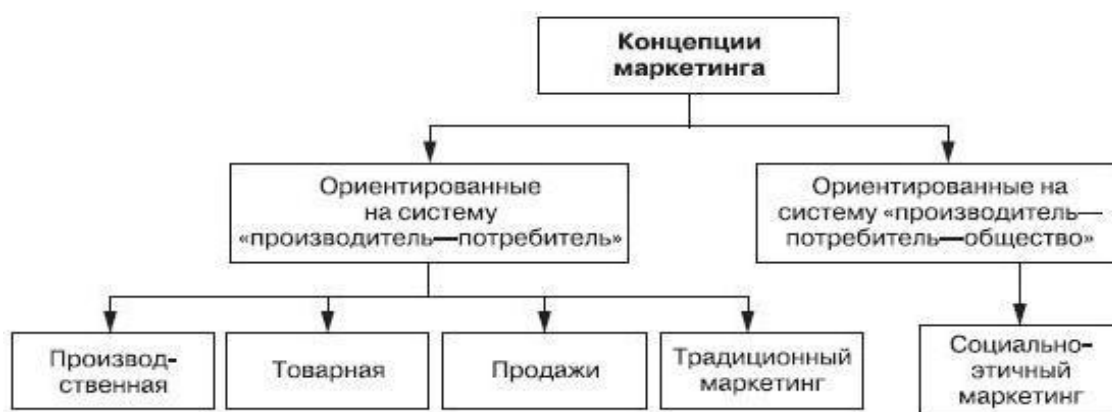 Концепции
маркетинга
Ориентированные
на систему
«производитель—потребитель»
Ориентированные на
систему «производитель—
потребитель—общество»
Производ-
ственная
Товарная
Продажи
Традиционный
маркетинг
Социально-
этичный
маркетинг